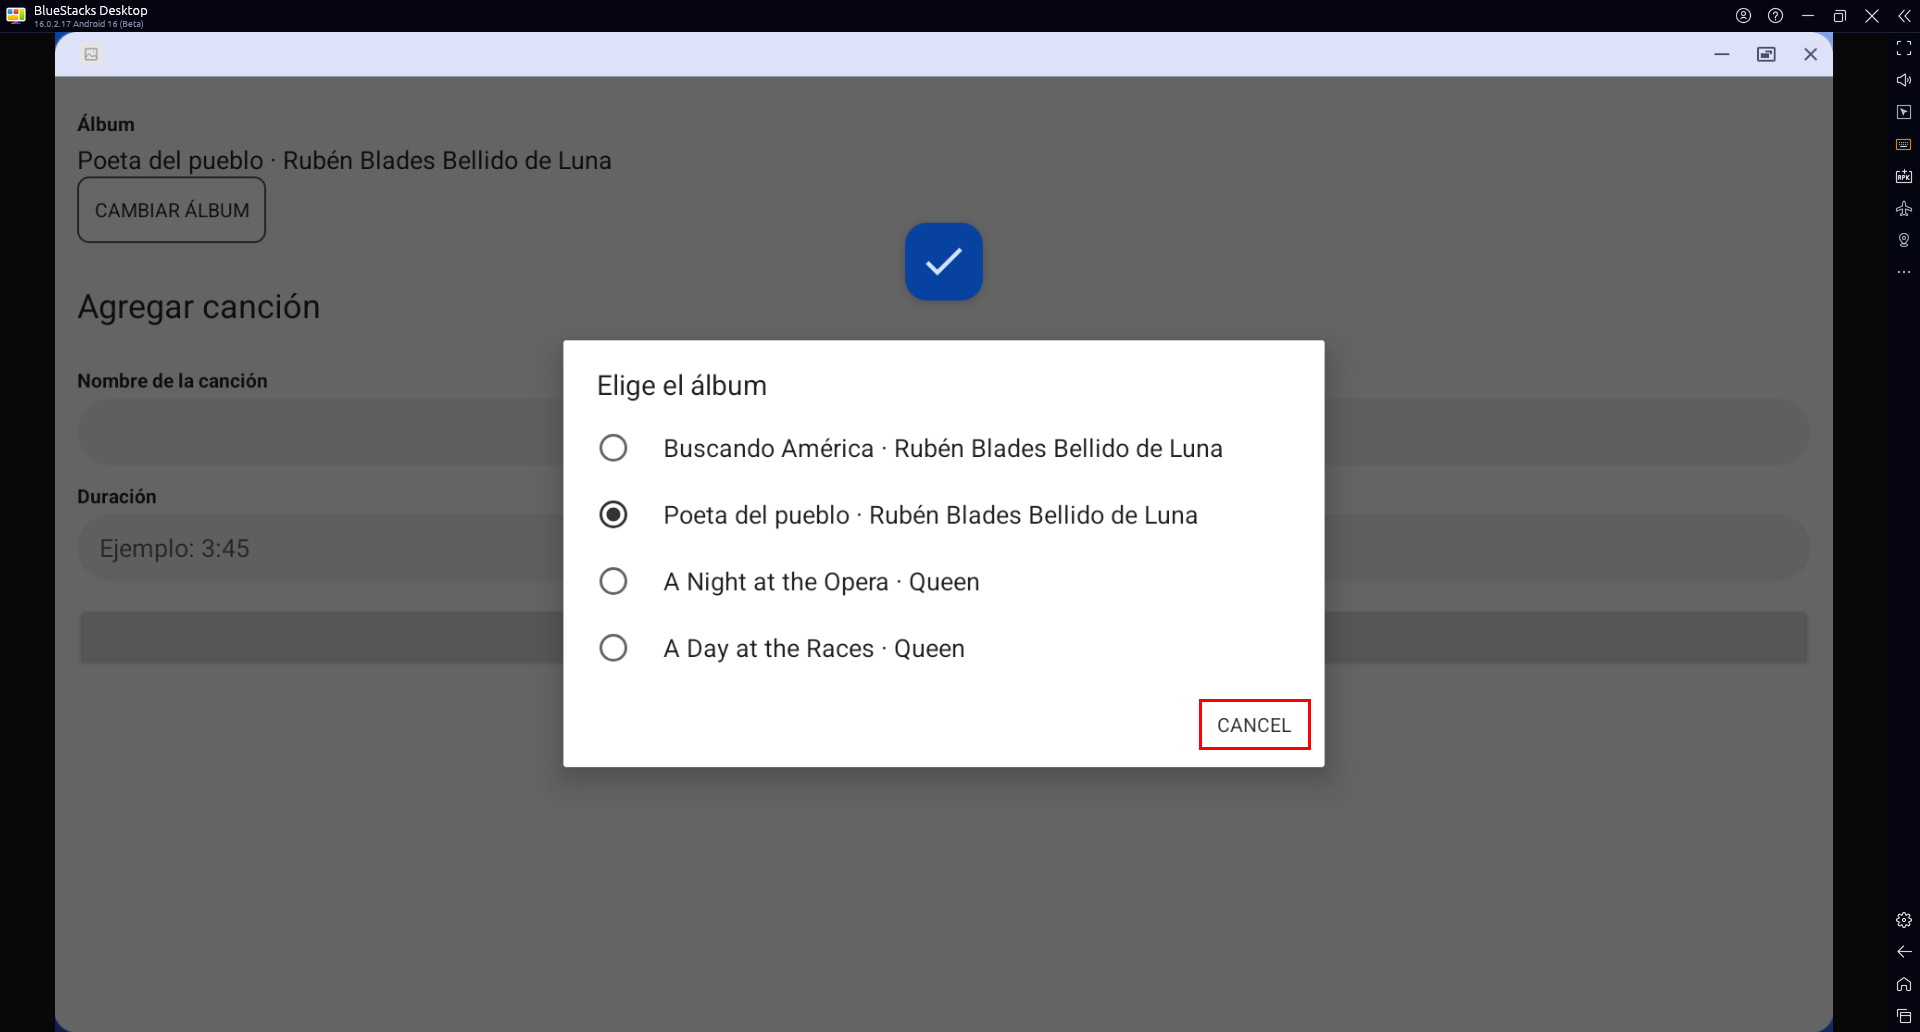 BlueStacks Desktop
16.0.2.17 Android 16 (Beta)
Álbum
Poeta del pueblo · Rubén Blades Bellido de Luna
CAMBIAR ÁLBUM
Agregar canción
Nombre de la canción
Duración
Ejemplo: 3:45
Elige el álbum
Buscando América · Rubén Blades Bellido de Luna
Poeta del pueblo · Rubén Blades Bellido de Luna
A Night at the Opera · Queen
A Day at the Races · Queen
CANCEL
APK